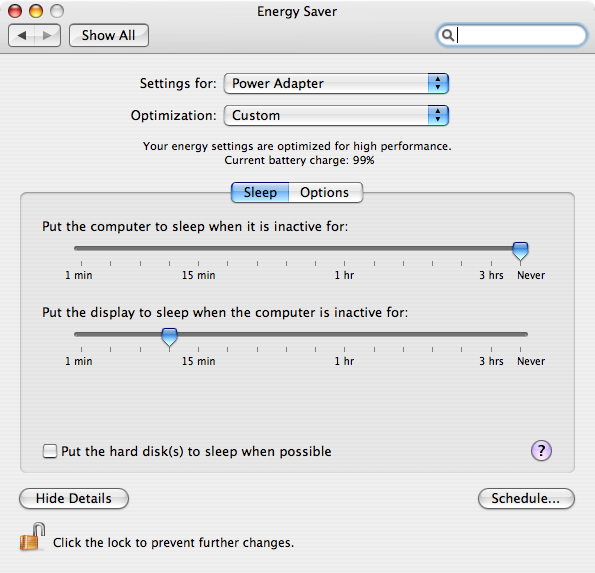 Energy Saver
Show All
Settings for: Power Adapter
Optimization: Custom
Your energy settings are optimized for high performance.
Current battery charge: 99%
Sleep Options
Put the computer to sleep when it is inactive for:
1 min 15 min 1 hr 3 hrs Never
Put the display to sleep when the computer is inactive for:
1 min 15 min 1 hr 3 hrs Never
Put the hard disk(s) to sleep when possible ?
Hide Details Schedule...
Click the lock to prevent further changes.